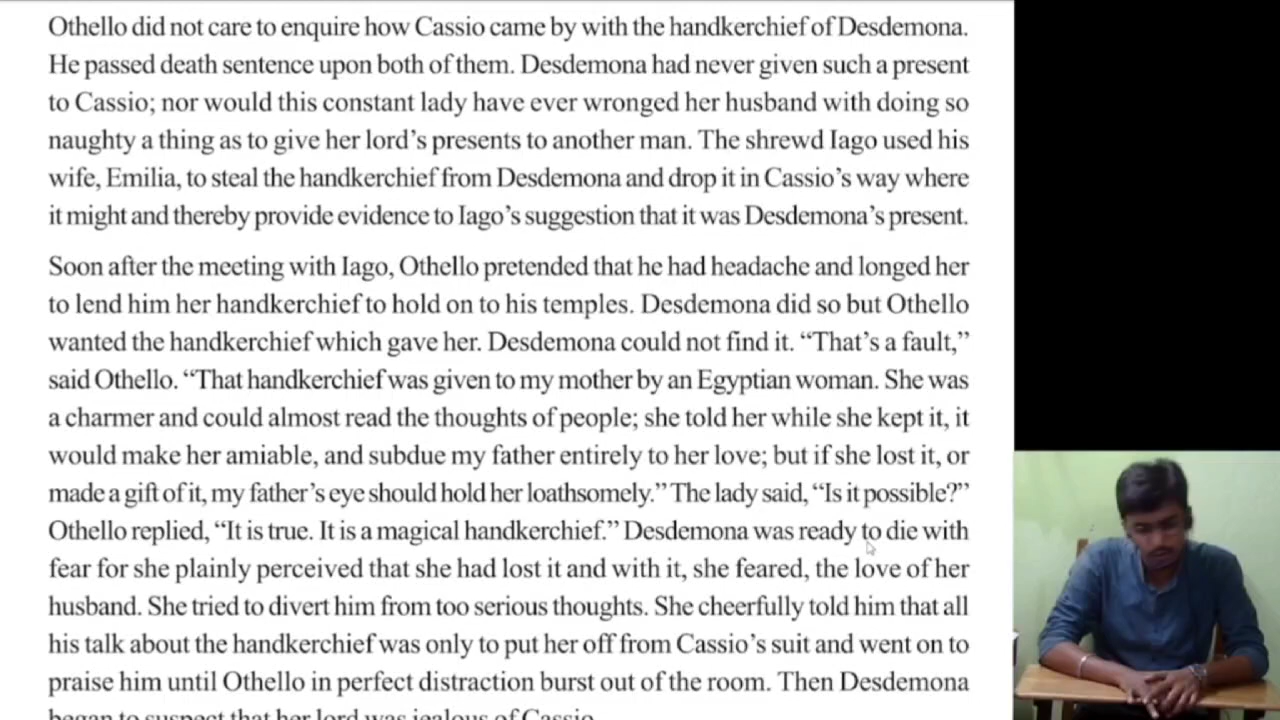 Othello did not care to enquire how Cassio came by with the handkerchief of Desdemona.
He passed death sentence upon both of them. Desdemona had never given such a present
to Cassio; nor would this constant lady have ever wronged her husband with doing so
naughty a thing as to give her lord’s presents to another man. The shrewd Iago used his
wife, Emilia, to steal the handkerchief from Desdemona and drop it in Cassio’s way where
it might and thereby provide evidence to Iago’s suggestion that it was Desdemona’s present.
Soon after the meeting with Iago, Othello pretended that he had headache and longed her
to lend him her handkerchief to hold on to his temples. Desdemona did so but Othello
wanted the handkerchief which gave her. Desdemona could not find it. “That’s a fault,”
said Othello. “That handkerchief was given to my mother by an Egyptian woman. She was
a charmer and could almost read the thoughts of people; she told her while she kept it, it
would make her amiable, and subdue my father entirely to her love; but if she lost it, or
made a gift of it, my father’s eye should hold her loathsomely.” The lady said, “Is it possible?”
Othello replied, “It is true. It is a magical handkerchief.” Desdemona was ready to die with
fear for she plainly perceived that she had lost it and with it, she feared, the love of her
husband. She tried to divert him from too serious thoughts. She cheerfully told him that all
his talk about the handkerchief was only to put her off from Cassio’s suit and went on to
praise him until Othello in perfect distraction burst out of the room. Then Desdemona
began to suspect that her lord was jealous of Cassio.